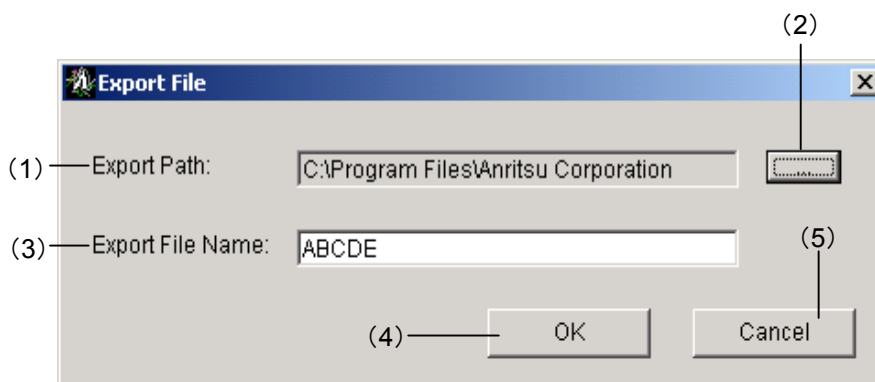 (2)
Export File
(1) Export Path: C:\Program Files\Anritsu Corporation ...
(3) Export File Name: ABCDE
(5)
(4) OK Cancel